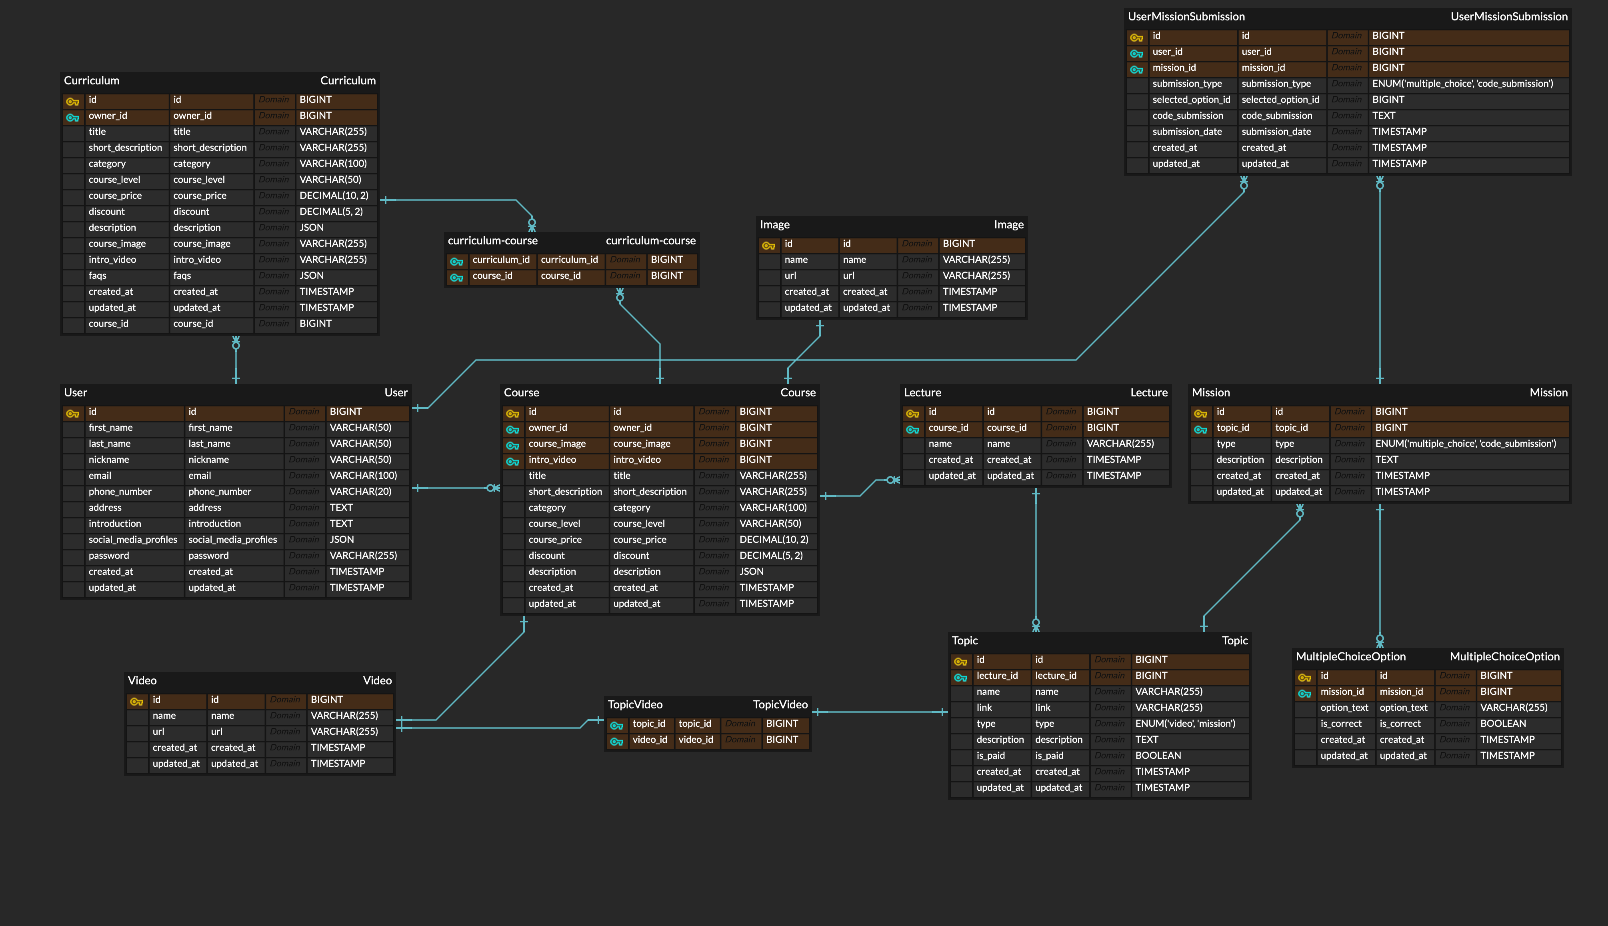 UserMissionSubmission UserMissionSubmission
id id Domain BIGINT
user_id user_id Domain BIGINT
mission_id mission_id Domain BIGINT
submission_type submission_type Domain ENUM('multiple_choice', 'code_submission')
selected_option_id selected_option_id Domain BIGINT
code_submission code_submission Domain TEXT
submission_date submission_date Domain TIMESTAMP
created_at created_at Domain TIMESTAMP
updated_at updated_at Domain TIMESTAMP
Curriculum Curriculum
id id Domain BIGINT
owner_id owner_id Domain BIGINT
title title Domain VARCHAR(255)
short_description short_description Domain VARCHAR(255)
category category Domain VARCHAR(100)
course_level course_level Domain VARCHAR(50)
course_price course_price Domain DECIMAL(10, 2)
discount discount Domain DECIMAL(5, 2)
description description Domain JSON
course_image course_image Domain VARCHAR(255)
intro_video intro_video Domain VARCHAR(255)
faqs faqs Domain JSON
created_at created_at Domain TIMESTAMP
updated_at updated_at Domain TIMESTAMP
course_id course_id Domain BIGINT
curriculum-course curriculum-course
curriculum_id curriculum_id Domain BIGINT
course_id course_id Domain BIGINT
Image Image
id id Domain BIGINT
name name Domain VARCHAR(255)
url url Domain VARCHAR(255)
created_at created_at Domain TIMESTAMP
updated_at updated_at Domain TIMESTAMP
User User
id id Domain BIGINT
first_name first_name Domain VARCHAR(50)
last_name last_name Domain VARCHAR(50)
nickname nickname Domain VARCHAR(50)
email email Domain VARCHAR(100)
phone_number phone_number Domain VARCHAR(20)
address address Domain TEXT
introduction introduction Domain TEXT
social_media_profiles social_media_profiles Domain JSON
password password Domain VARCHAR(255)
created_at created_at Domain TIMESTAMP
updated_at updated_at Domain TIMESTAMP
Course Course
id id Domain BIGINT
owner_id owner_id Domain BIGINT
course_image course_image Domain BIGINT
intro_video intro_video Domain BIGINT
title title Domain VARCHAR(255)
short_description short_description Domain VARCHAR(255)
category category Domain VARCHAR(100)
course_level course_level Domain VARCHAR(50)
course_price course_price Domain DECIMAL(10, 2)
discount discount Domain DECIMAL(5, 2)
description description Domain JSON
created_at created_at Domain TIMESTAMP
updated_at updated_at Domain TIMESTAMP
Lecture Lecture
id id Domain BIGINT
course_id course_id Domain BIGINT
name name Domain VARCHAR(255)
created_at created_at Domain TIMESTAMP
updated_at updated_at Domain TIMESTAMP
Mission Mission
id id Domain BIGINT
topic_id topic_id Domain BIGINT
type type Domain ENUM('multiple_choice', 'code_submission')
description description Domain TEXT
created_at created_at Domain TIMESTAMP
updated_at updated_at Domain TIMESTAMP
Video Video
id id Domain BIGINT
name name Domain VARCHAR(255)
url url Domain VARCHAR(255)
created_at created_at Domain TIMESTAMP
updated_at updated_at Domain TIMESTAMP
TopicVideo TopicVideo
topic_id topic_id Domain BIGINT
video_id video_id Domain BIGINT
Topic Topic
id id Domain BIGINT
lecture_id lecture_id Domain BIGINT
name name Domain VARCHAR(255)
link link Domain VARCHAR(255)
type type Domain ENUM('video', 'mission')
description description Domain TEXT
is_paid is_paid Domain BOOLEAN
created_at created_at Domain TIMESTAMP
updated_at updated_at Domain TIMESTAMP
MultipleChoiceOption MultipleChoiceOption
id id Domain BIGINT
mission_id mission_id Domain BIGINT
option_text option_text Domain VARCHAR(255)
is_correct is_correct Domain BOOLEAN
created_at created_at Domain TIMESTAMP
updated_at updated_at Domain TIMESTAMP